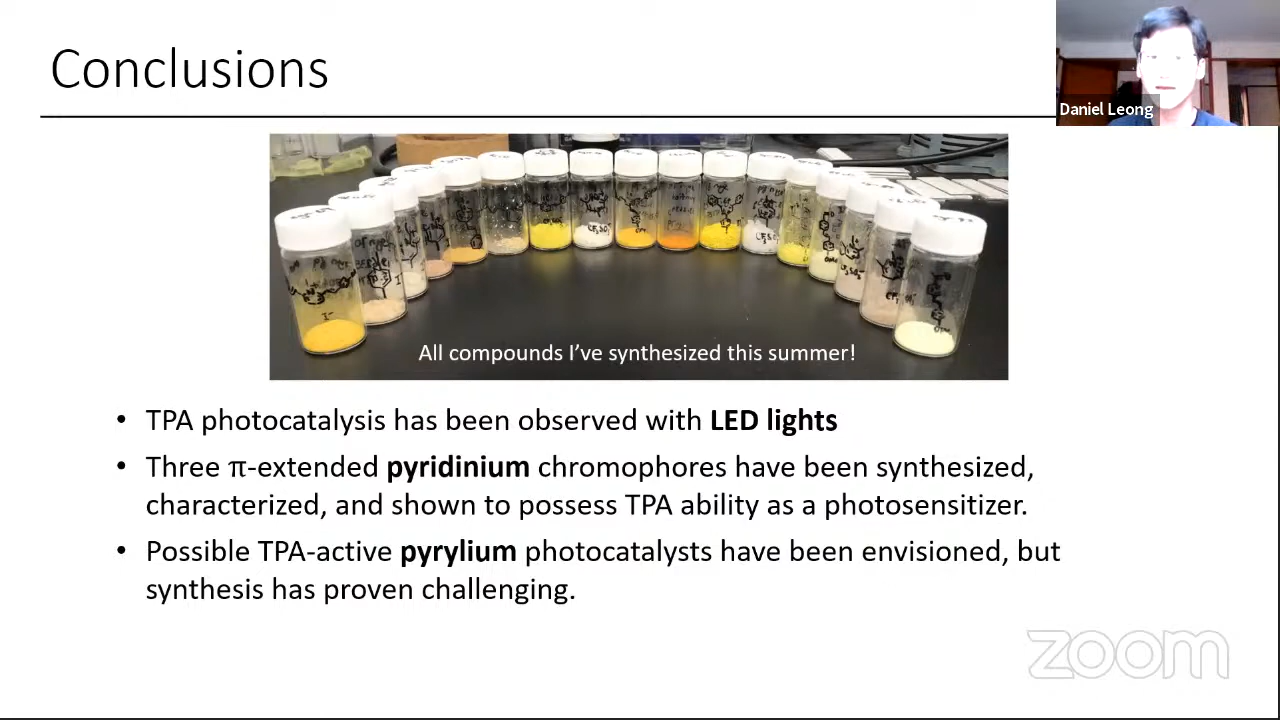 Conclusions
Daniel Leong
All compounds I've synthesized this summer!
• TPA photocatalysis has been observed with LED lights
• Three π-extended pyridinium chromophores have been synthesized,
characterized, and shown to possess TPA ability as a photosensitizer.
• Possible TPA-active pyrylium photocatalysts have been envisioned, but
synthesis has proven challenging.
zoom